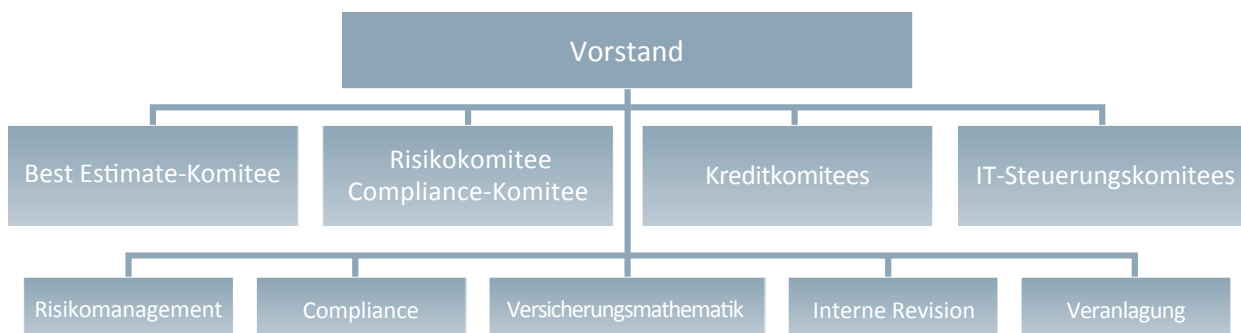 Vorstand
Best Estimate-Komitee
Risikokomitee
Compliance-Komitee
Kreditkomitees
IT-Steuerungskomitees
Risikomanagement
Compliance
Versicherungsmathematik
Interne Revision
Veranlagung